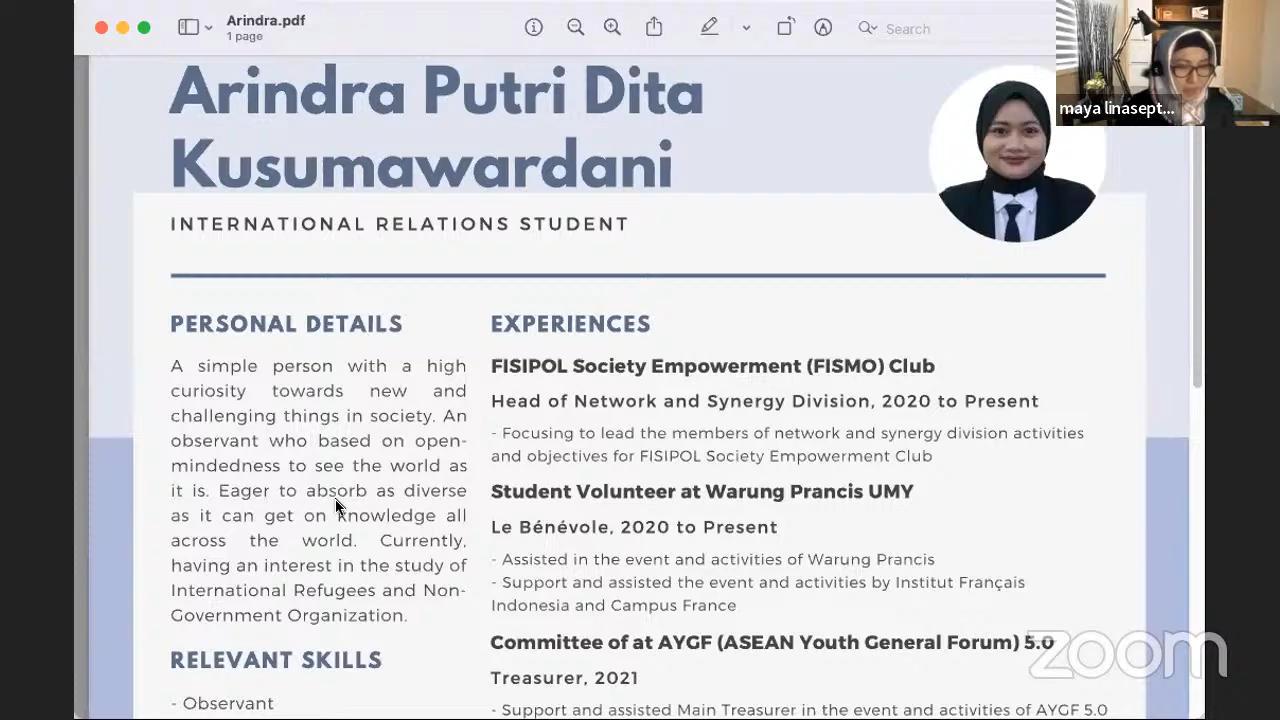 Arindra.pdf
1 page
Search
maya linasept...
Arindra Putri Dita
Kusumawardani
INTERNATIONAL RELATIONS STUDENT
PERSONAL DETAILS
A simple person with a high
curiosity towards new and
challenging things in society. An
observant who based on open-
mindedness to see the world as
it is. Eager to absorb as diverse
as it can get on knowledge all
across the world. Currently,
having an interest in the study of
International Refugees and Non-
Government Organization.
RELEVANT SKILLS
- Observant
EXPERIENCES
FISIPOL Society Empowerment (FISMO) Club
Head of Network and Synergy Division, 2020 to Present
- Focusing to lead the members of network and synergy division activities
and objectives for FISIPOL Society Empowerment Club
Student Volunteer at Warung Prancis UMY
Le Bénévole, 2020 to Present
- Assisted in the event and activities of Warung Prancis
- Support and assisted the event and activities by Institut Français
Indonesia and Campus France
Committee of at AYGF (ASEAN Youth General Forum) 5.0
Treasurer, 2021
- Support and assisted Main Treasurer in the event and activities of AYGF 5.0
zoom